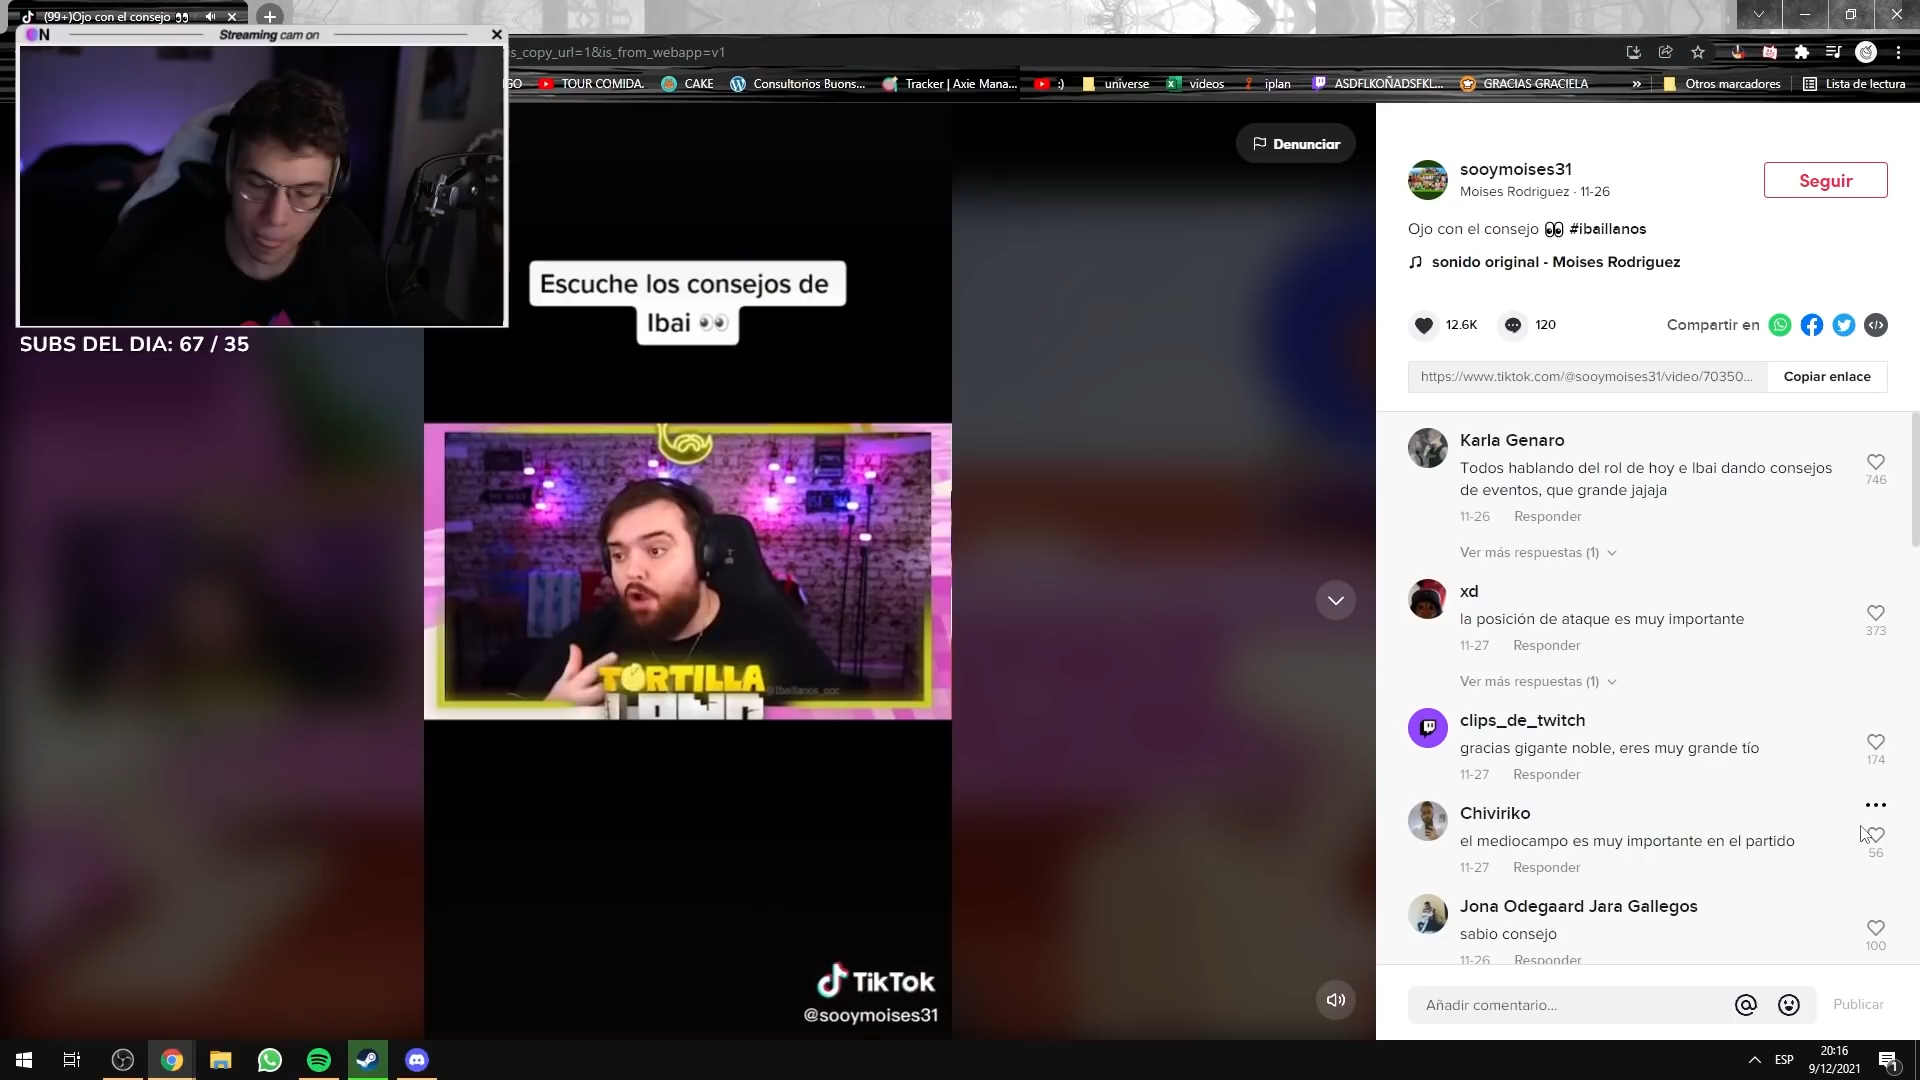 (99+)Ojo con el consejo 👀
ON
Streaming cam on
is_copy_url=1&is_from_webapp=v1
GO
TOUR COMIDA.
CAKE
Consultorios Buons...
Tracker | Axie Mana...
:)
universe
videos
iplan
ASDFLKOÑADSFKL...
GRACIAS GRACIELA
»
Otros marcadores
Lista de lectura
SUBS DEL DIA: 67 / 35
Denunciar
Escuche los consejos de
Ibai 👀
TORTILLA
LAND
@Ibaillanos_ooc
TikTok
@sooymoises31
sooymoises31
Moises Rodriguez · 11-26
Seguir
Ojo con el consejo 👀 #ibaillanos
sonido original - Moises Rodriguez
12.6K
120
Compartir en
https://www.tiktok.com/@sooymoises31/video/70350...
Copiar enlace
Karla Genaro
Todos hablando del rol de hoy e Ibai dando consejos
de eventos, que grande jajaja
746
11-26 Responder
Ver más respuestas (1)
xd
la posición de ataque es muy importante
373
11-27 Responder
Ver más respuestas (1)
clips_de_twitch
gracias gigante noble, eres muy grande tío
174
11-27 Responder
Chiviriko
el mediocampo es muy importante en el partido
56
11-27 Responder
Jona Odegaard Jara Gallegos
sabio consejo
100
11-26 Responder
Añadir comentario...
Publicar
ESP
20:16
9/12/2021
1